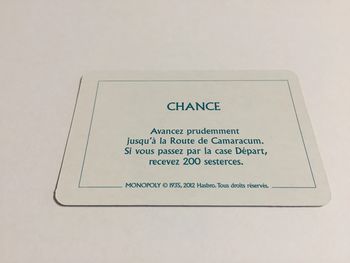 CHANCE
Avancez prudemment
jusqu'à la Route de Camaracum.
Si vous passez par la case Départ,
recevez 200 sesterces.
MONOPOLY © 1935, 2012 Hasbro. Tous droits réservés.